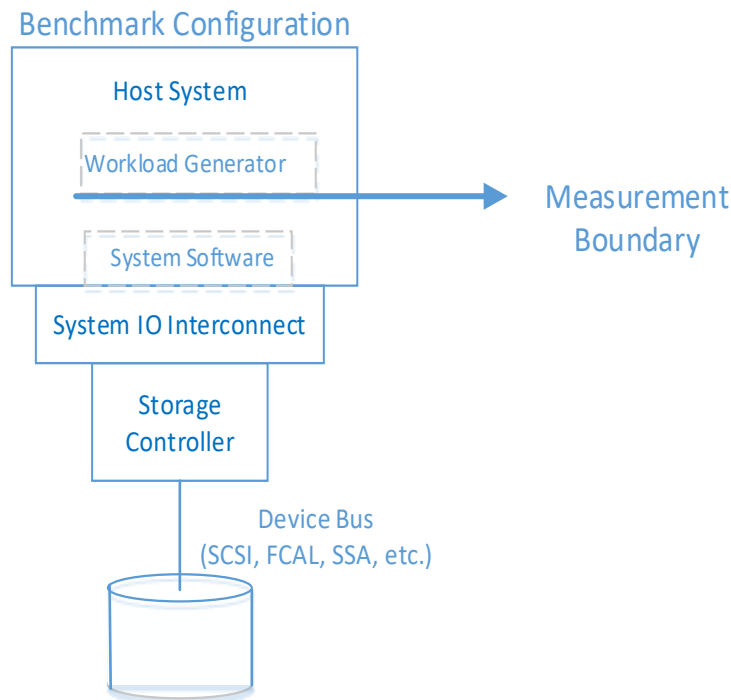 Benchmark Configuration
Host System
Workload Generator
Measurement
Boundary
System Software
System IO Interconnect
Storage
Controller
Device Bus
(SCSI, FCAL, SSA, etc.)